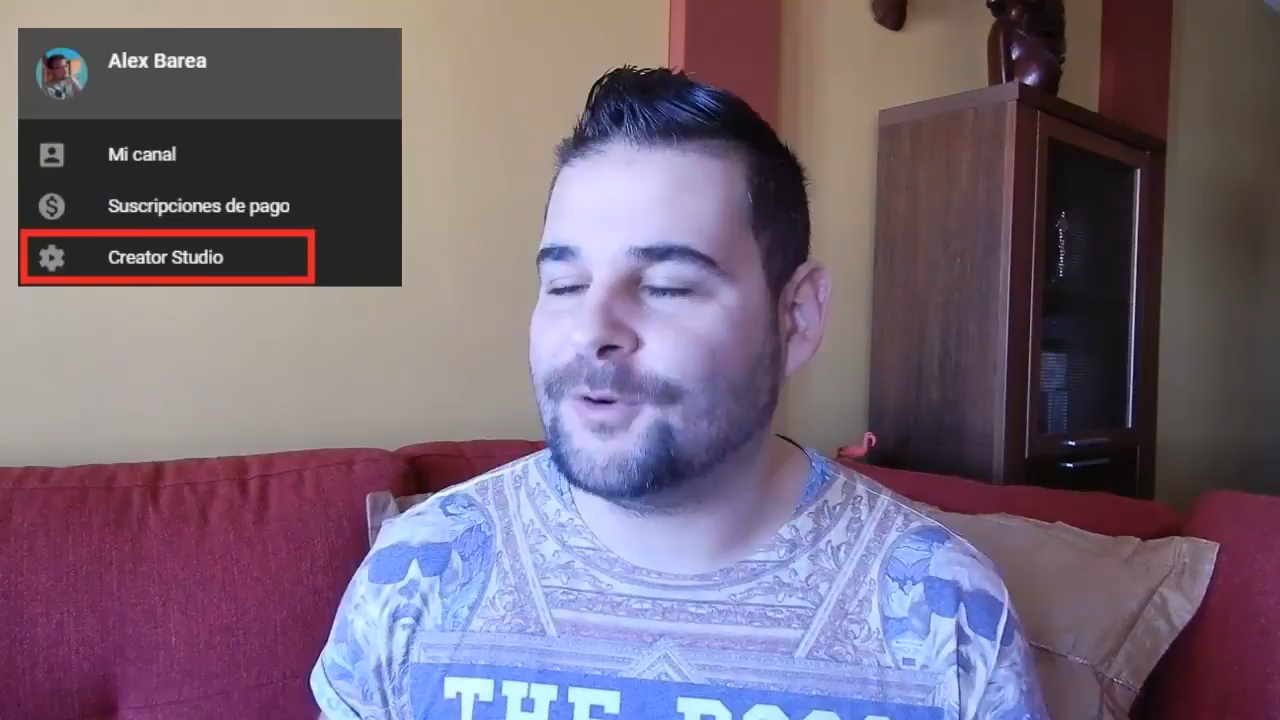 Alex Barea
Mi canal
Suscripciones de pago
Creator Studio
THE